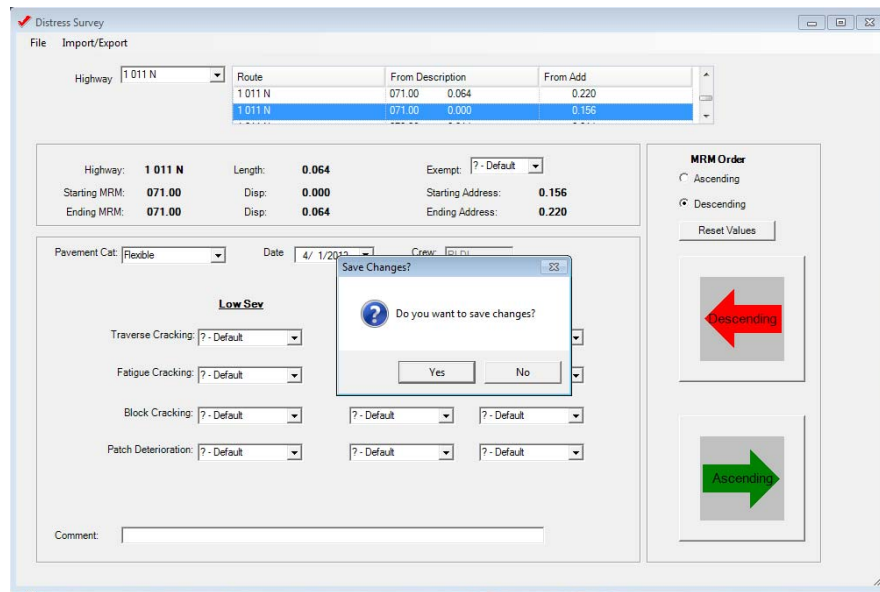 Distress Survey
File Import/Export
Highway 1 011 N
Route From Description From Add
1 011 N 071.00 0.064 0.220
1 011 N 071.00 0.000 0.156
Highway: 1 011 N Length: 0.064 Exempt: ? - Default
Starting MRM: 071.00 Disp: 0.000 Starting Address: 0.156
Ending MRM: 071.00 Disp: 0.064 Ending Address: 0.220
MRM Order
Ascending
Descending
Reset Values
Pavement Cat: Flexible Date 4/ 1/2012 Crew:
Save Changes?
Do you want to save changes?
Yes No
Low Sev
Traverse Cracking: ? - Default
Fatigue Cracking: ? - Default
Block Cracking: ? - Default ? - Default ? - Default
Patch Deterioration: ? - Default ? - Default ? - Default
Comment:
Descending
Ascending